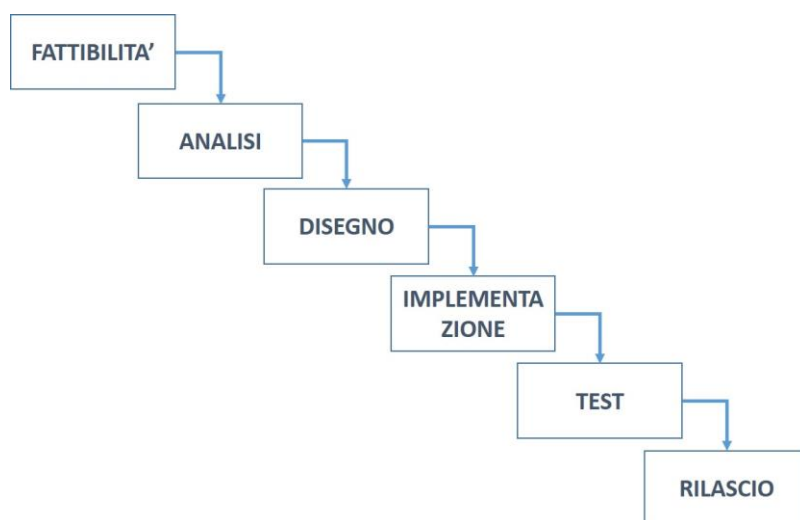 FATTIBILITA’
ANALISI
DISEGNO
IMPLEMENTA
ZIONE
TEST
RILASCIO